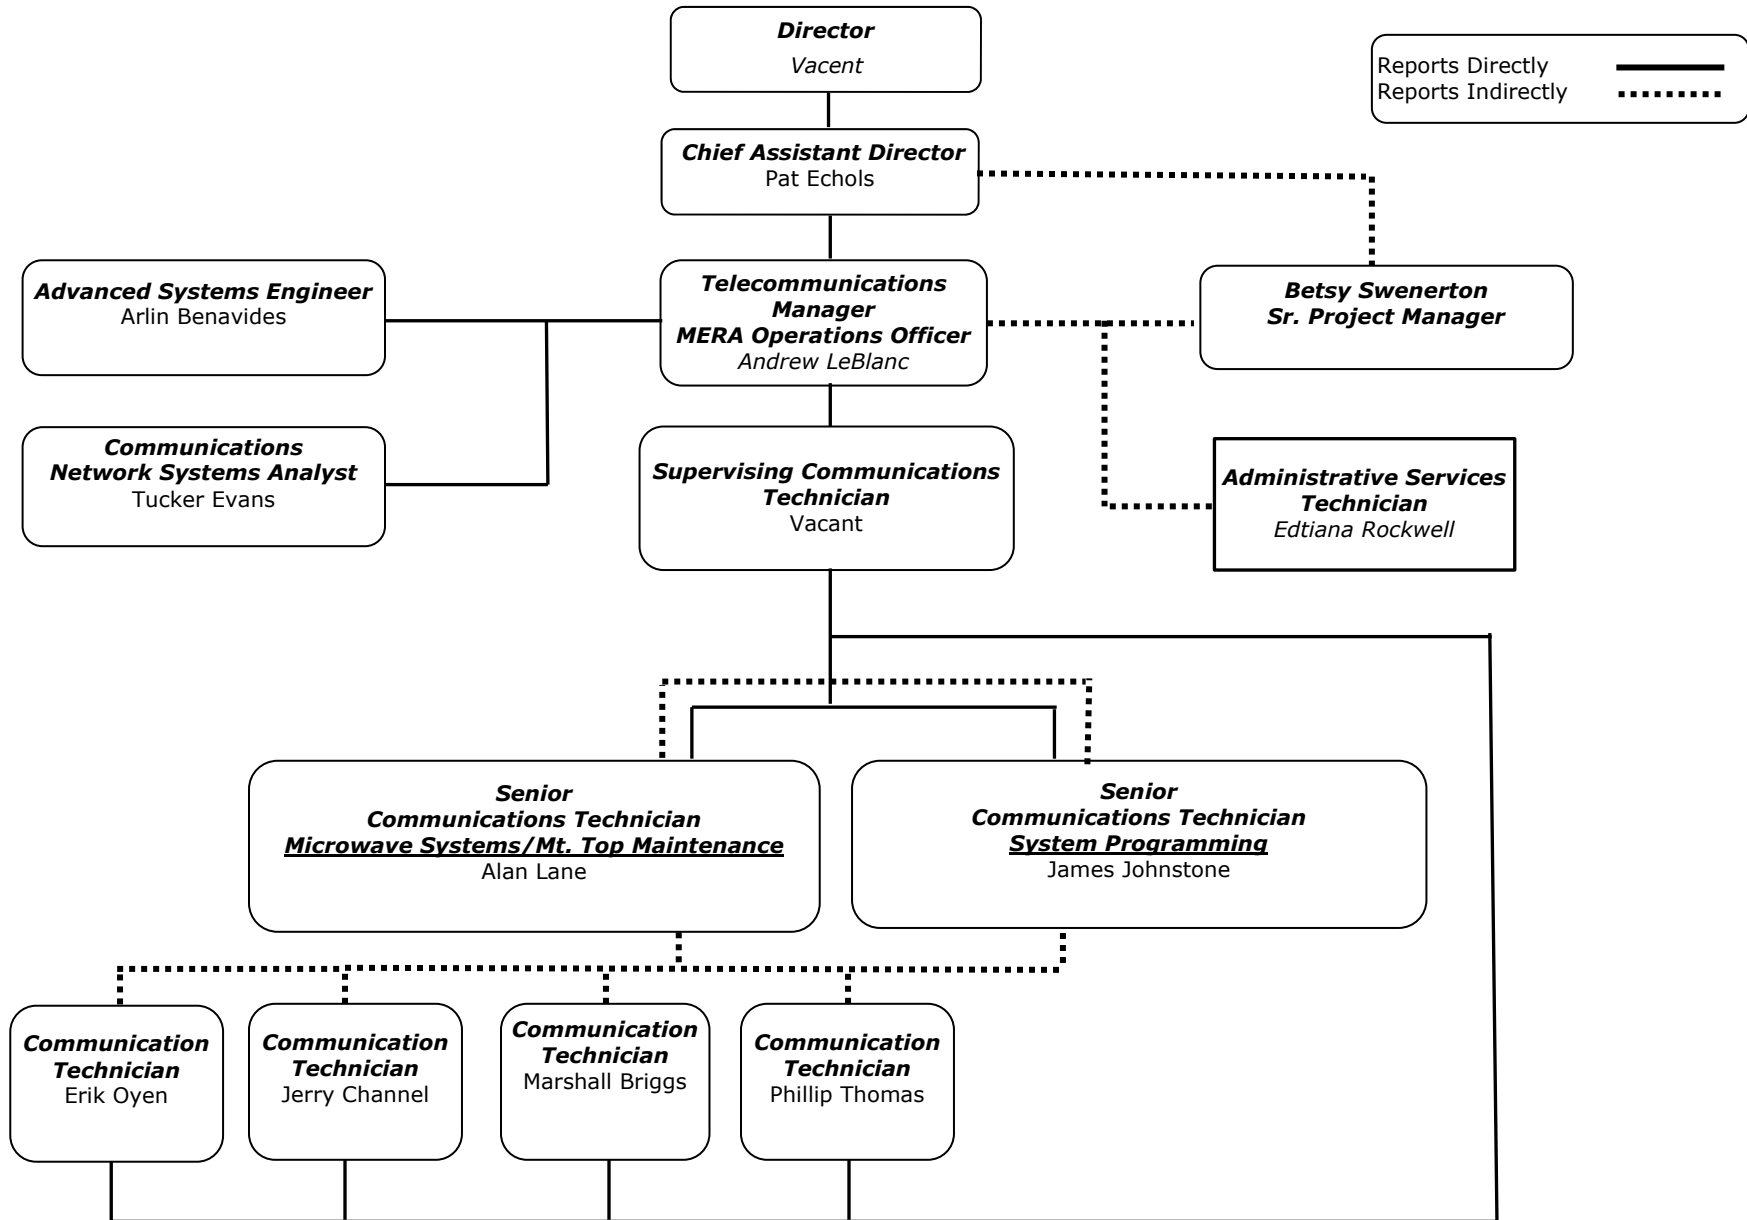 Director
Vacent
Reports Directly
Reports Indirectly
Chief Assistant Director
Pat Echols
Advanced Systems Engineer
Arlin Benavides
Telecommunications
Manager
MERA Operations Officer
Andrew LeBlanc
Betsy Swenerton
Sr. Project Manager
Communications
Network Systems Analyst
Tucker Evans
Supervising Communications
Technician
Vacant
Administrative Services
Technician
Edtiana Rockwell
Senior
Communications Technician
Microwave Systems/Mt. Top Maintenance
Alan Lane
Senior
Communications Technician
System Programming
James Johnstone
Communication
Technician
Erik Oyen
Communication
Technician
Jerry Channel
Communication
Technician
Marshall Briggs
Communication
Technician
Phillip Thomas